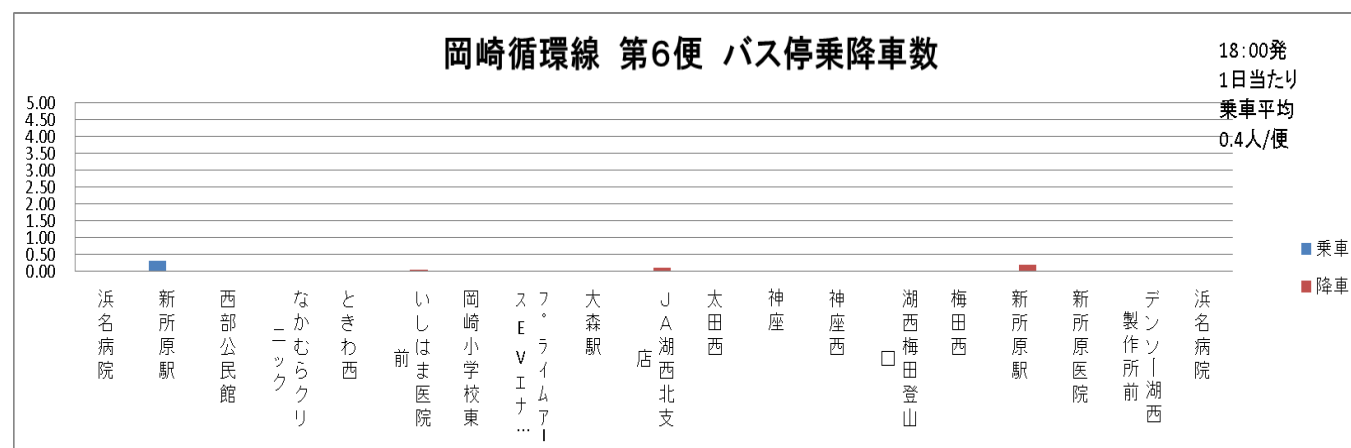 岡崎循環線 第6便 バス停乗降車数
18:00発
1日当たり
乗車平均
0.4人/便
5.00
4.50
4.00
3.50
3.00
2.50
2.00
1.50
1.00
0.50
0.00
乗車
降車
浜名病院
新所原駅
西部公民館
なかむらクリ
ニック
ときわ西
いしはま医院
前
岡崎小学校東
プライムアー
スEVエナ…
大森駅
JA湖西北支
店
太田西
神座
神座西
湖西梅田登山
口
梅田西
新所原駅
新所原医院
デンソー湖西
製作所前
浜名病院